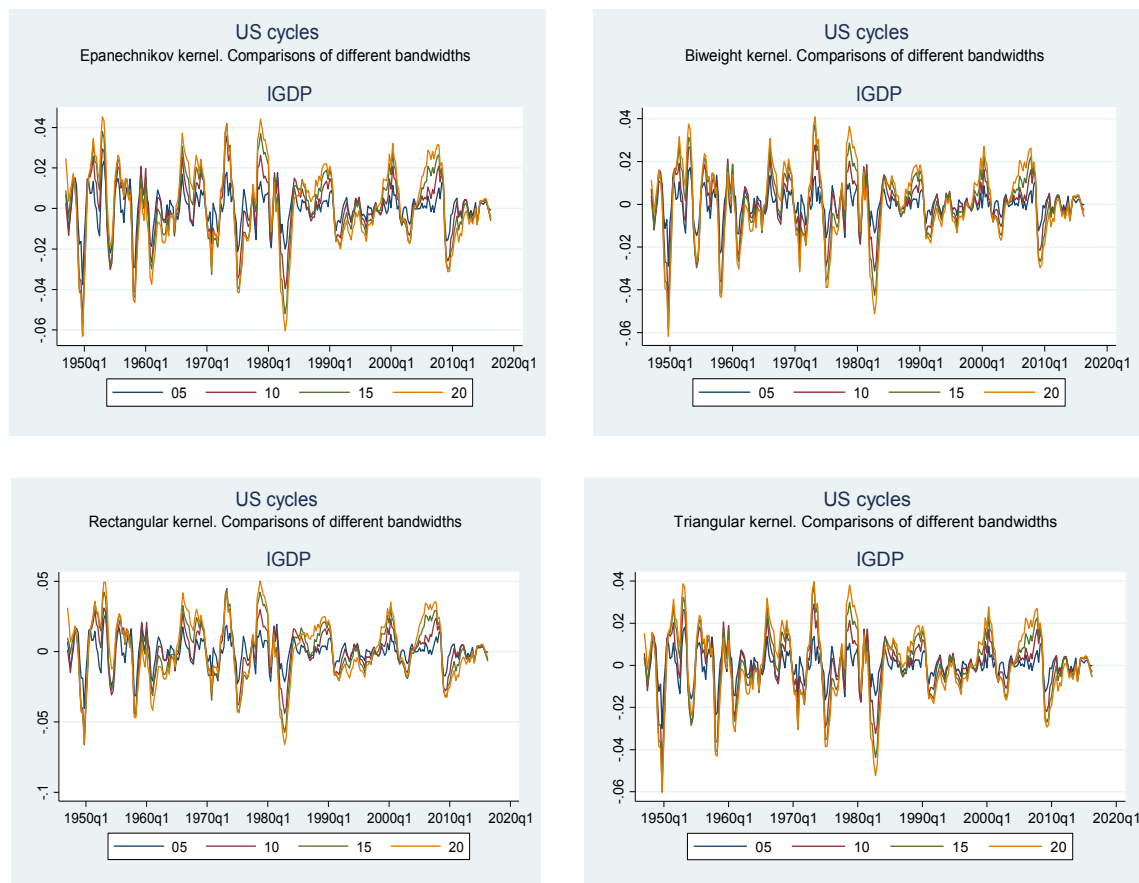 US cycles
Epanechnikov kernel. Comparisons of different bandwidths
lGDP
.04
.02
0
-.02
-.04
-.06
1950q1 1960q1 1970q1 1980q1 1990q1 2000q1 2010q1 2020q1
05 10 15 20
US cycles
Biweight kernel. Comparisons of different bandwidths
lGDP
.04
.02
0
-.02
-.04
-.06
1950q1 1960q1 1970q1 1980q1 1990q1 2000q1 2010q1 2020q1
05 10 15 20
US cycles
Rectangular kernel. Comparisons of different bandwidths
lGDP
.05
0
-.05
-.1
1950q1 1960q1 1970q1 1980q1 1990q1 2000q1 2010q1 2020q1
05 10 15 20
US cycles
Triangular kernel. Comparisons of different bandwidths
lGDP
.04
.02
0
-.02
-.04
-.06
1950q1 1960q1 1970q1 1980q1 1990q1 2000q1 2010q1 2020q1
05 10 15 20